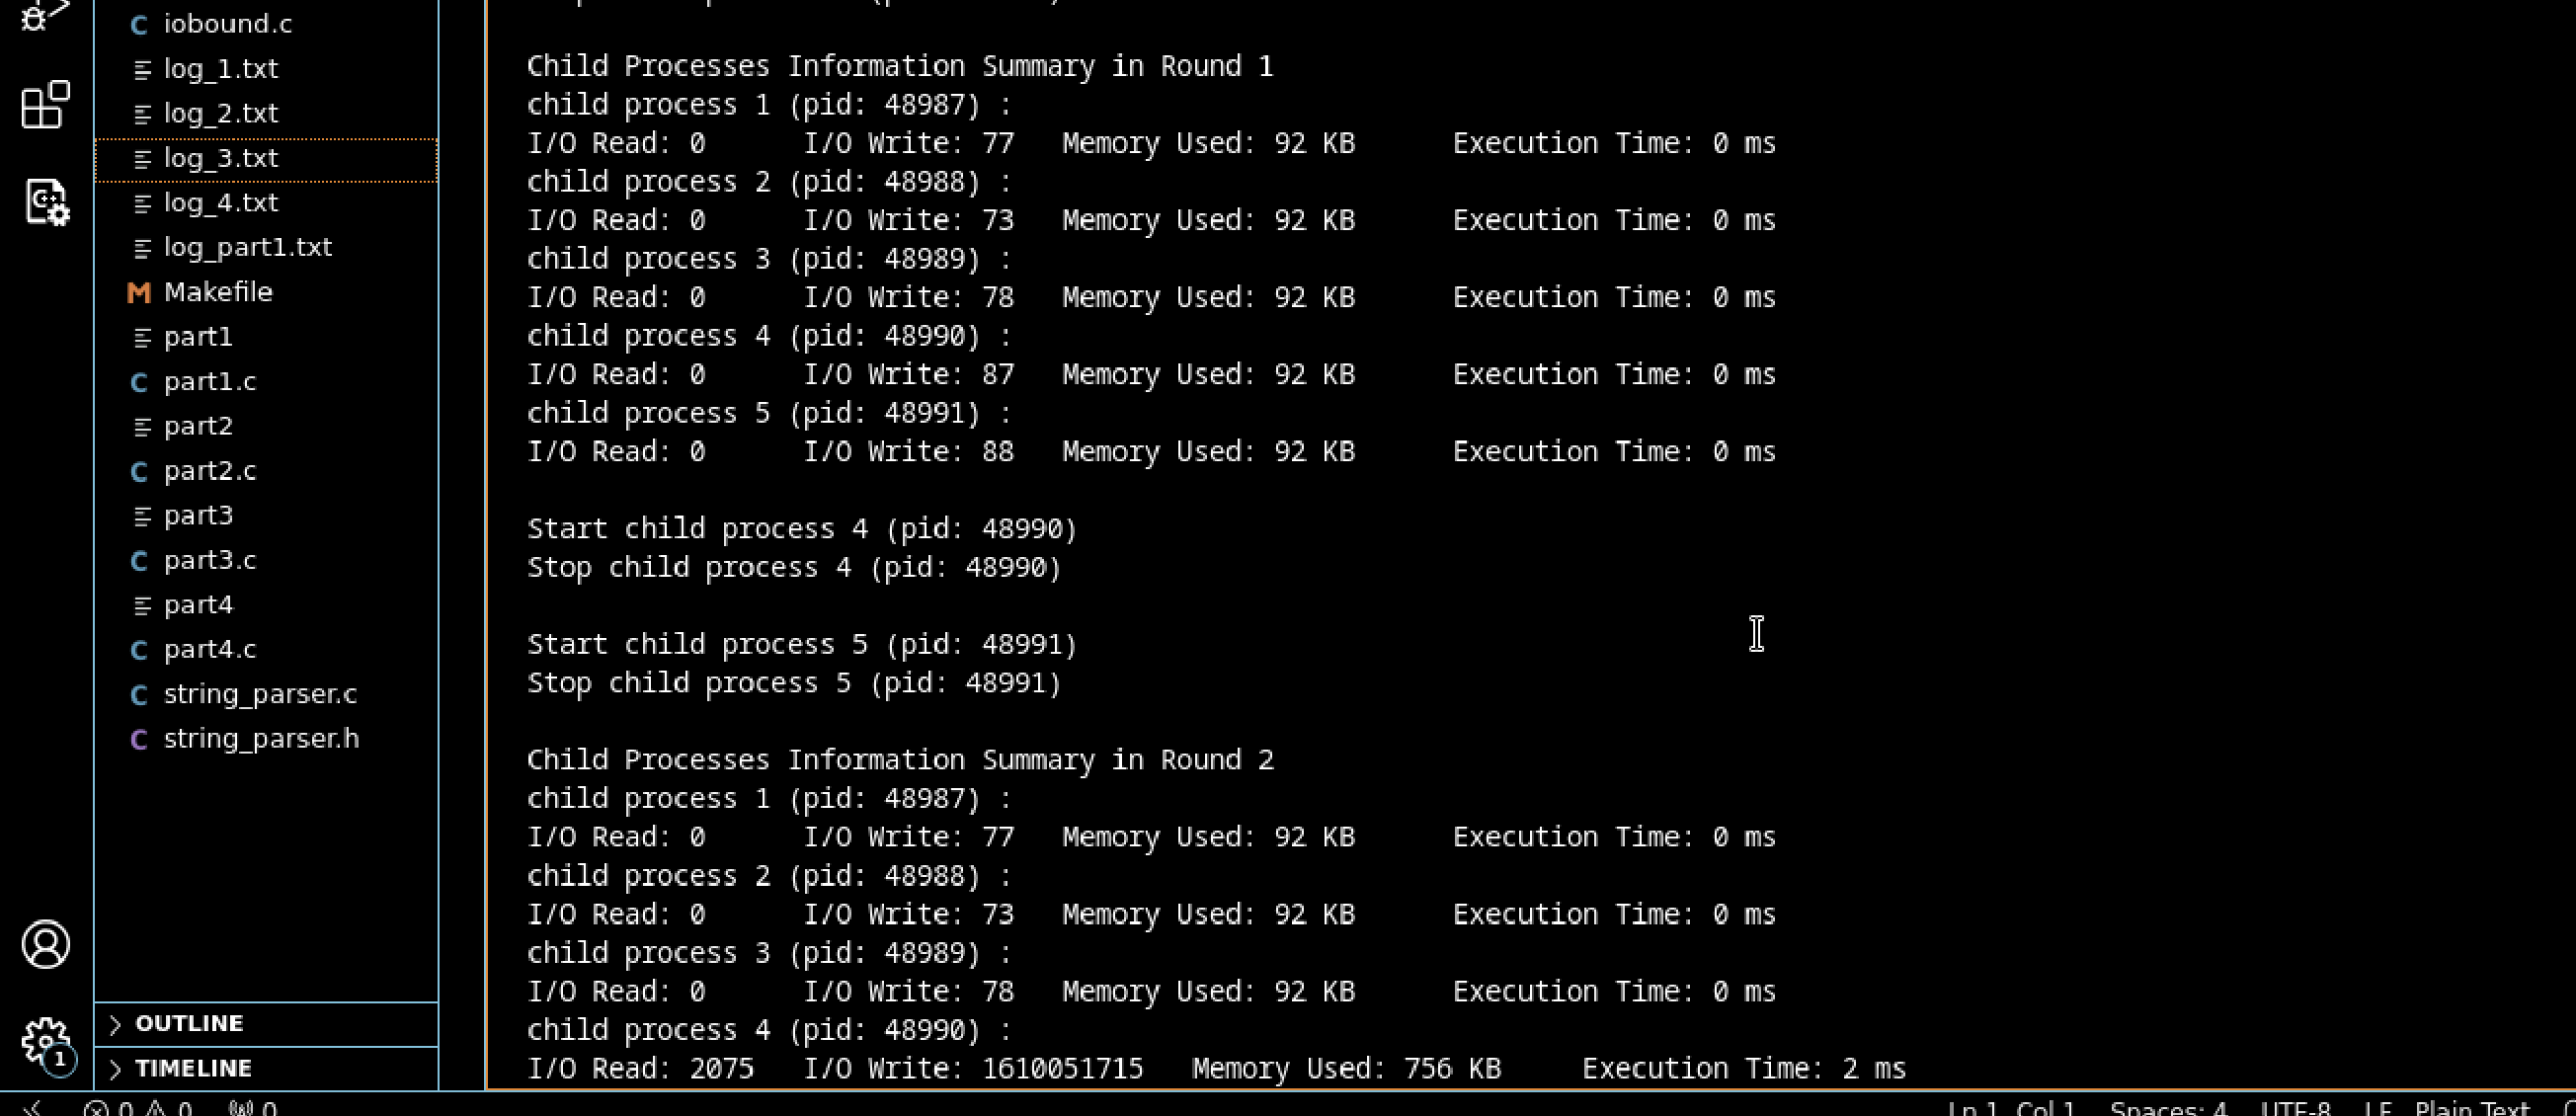 iobound.c
log_1.txt
log_2.txt
log_3.txt
log_4.txt
log_part1.txt
Makefile
part1
part1.c
part2
part2.c
part3
part3.c
part4
part4.c
string_parser.c
string_parser.h
OUTLINE
TIMELINE
1
Child Processes Information Summary in Round 1
child process 1 (pid: 48987) :
I/O Read: 0 I/O Write: 77 Memory Used: 92 KB Execution Time: 0 ms
child process 2 (pid: 48988) :
I/O Read: 0 I/O Write: 73 Memory Used: 92 KB Execution Time: 0 ms
child process 3 (pid: 48989) :
I/O Read: 0 I/O Write: 78 Memory Used: 92 KB Execution Time: 0 ms
child process 4 (pid: 48990) :
I/O Read: 0 I/O Write: 87 Memory Used: 92 KB Execution Time: 0 ms
child process 5 (pid: 48991) :
I/O Read: 0 I/O Write: 88 Memory Used: 92 KB Execution Time: 0 ms
Start child process 4 (pid: 48990)
Stop child process 4 (pid: 48990)
Start child process 5 (pid: 48991)
Stop child process 5 (pid: 48991)
Child Processes Information Summary in Round 2
child process 1 (pid: 48987) :
I/O Read: 0 I/O Write: 77 Memory Used: 92 KB Execution Time: 0 ms
child process 2 (pid: 48988) :
I/O Read: 0 I/O Write: 73 Memory Used: 92 KB Execution Time: 0 ms
child process 3 (pid: 48989) :
I/O Read: 0 I/O Write: 78 Memory Used: 92 KB Execution Time: 0 ms
child process 4 (pid: 48990) :
I/O Read: 2075 I/O Write: 1610051715 Memory Used: 756 KB Execution Time: 2 ms
0 0 0 Ln 1, Col 1 Spaces: 4 UTF-8 LF Plain Text